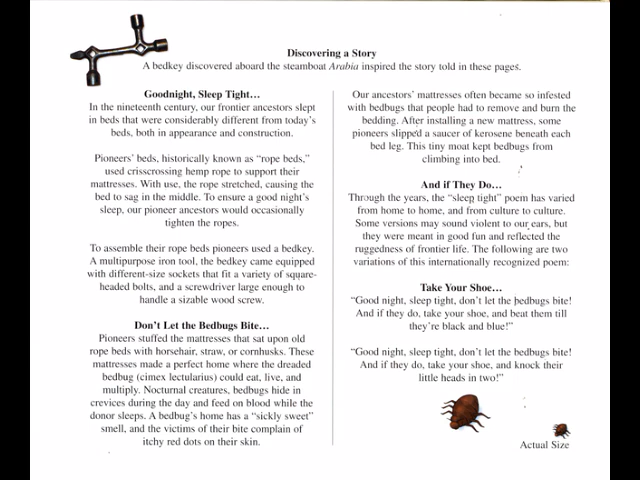 Discovering a Story
A bedkey discovered aboard the steamboat Arabia inspired the story told in these pages.
Goodnight, Sleep Tight...
In the nineteenth century, our frontier ancestors slept
in beds that were considerably different from today's
beds, both in appearance and construction.
Pioneers' beds, historically known as "rope beds,"
used crisscrossing hemp rope to support their
mattresses. With use, the rope stretched, causing the
bed to sag in the middle. To ensure a good night's
sleep, our pioneer ancestors would occasionally
tighten the ropes.
To assemble their rope beds pioneers used a bedkey.
A multipurpose iron tool, the bedkey came equipped
with different-size sockets that fit a variety of square-
headed bolts, and a screwdriver large enough to
handle a sizable wood screw.
Don't Let the Bedbugs Bite...
Pioneers stuffed the mattresses that sat upon old
rope beds with horsehair, straw, or cornhusks. These
mattresses made a perfect home where the dreaded
bedbug (cimex lectularius) could eat, live, and
multiply. Nocturnal creatures, bedbugs hide in
crevices during the day and feed on blood while the
donor sleeps. A bedbug's home has a "sickly sweet"
smell, and the victims of their bite complain of
itchy red dots on their skin.
Our ancestors' mattresses often became so infested
with bedbugs that people had to remove and burn the
bedding. After installing a new mattress, some
pioneers slipped a saucer of kerosene beneath each
bed leg. This tiny moat kept bedbugs from
climbing into bed.
And if They Do...
Through the years, the "sleep tight" poem has varied
from home to home, and from culture to culture.
Some versions may sound violent to our ears, but
they were meant in good fun and reflected the
ruggedness of frontier life. The following are two
variations of this internationally recognized poem:
Take Your Shoe...
"Good night, sleep tight, don't let the bedbugs bite!
And if they do, take your shoe, and beat them till
they're black and blue!"
"Good night, sleep tight, don't let the bedbugs bite!
And if they do, take your shoe, and knock their
little heads in two!"
Actual Size